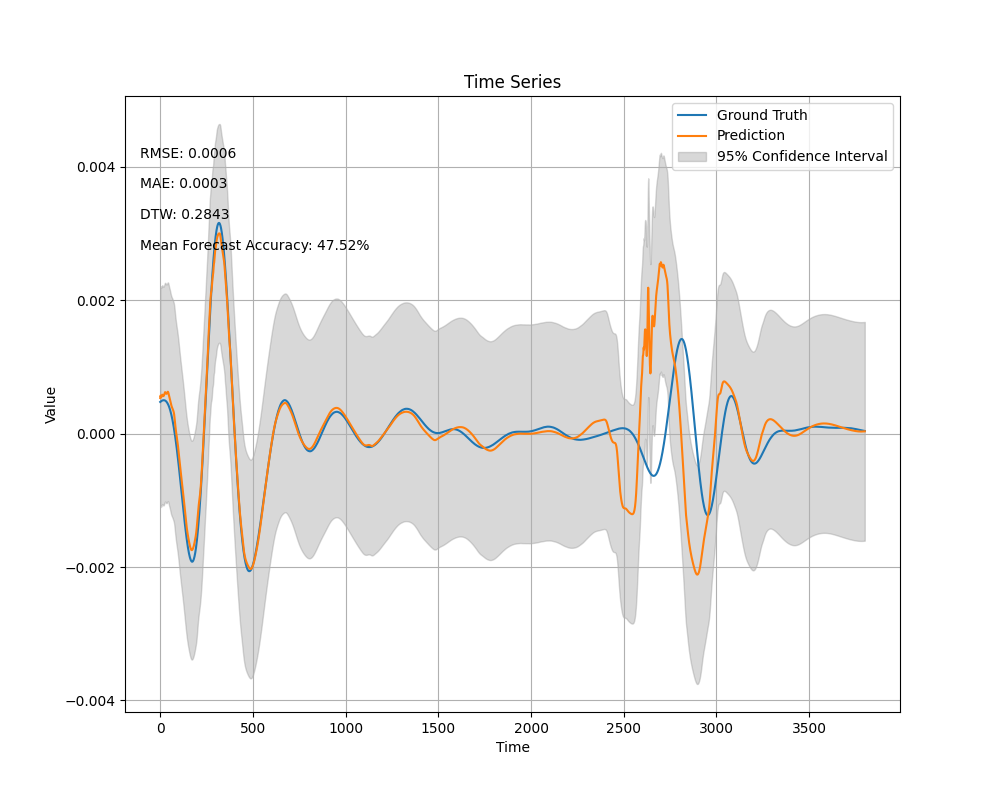 Time Series
Ground Truth
Prediction
95% Confidence Interval
RMSE: 0.0006
MAE: 0.0003
DTW: 0.2843
Mean Forecast Accuracy: 47.52%
Value
0.004
0.002
0.000
−0.002
−0.004
0 500 1000 1500 2000 2500 3000 3500
Time